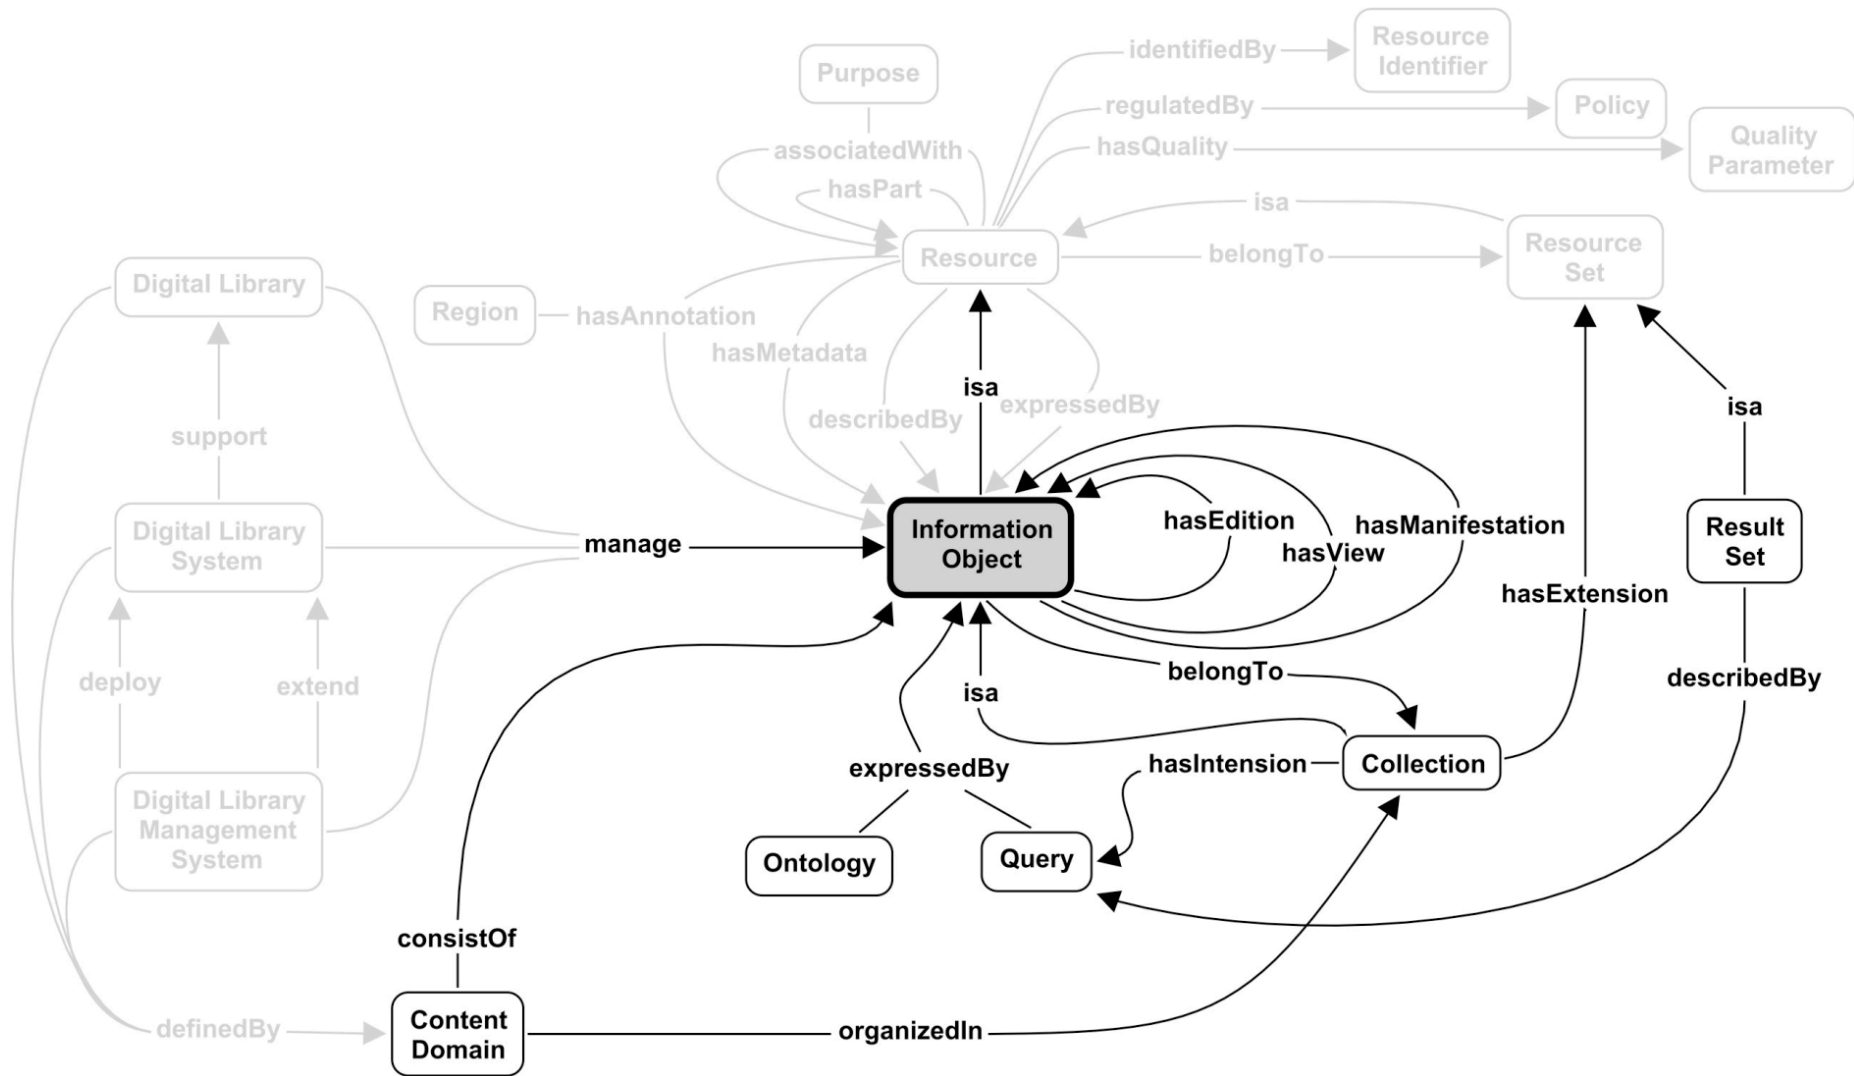 identifiedBy
Resource
Identifier
Purpose
regulatedBy
Policy
associatedWith
hasQuality
Quality
Parameter
hasPart
isa
Resource
belongTo
Resource
Set
Digital Library
Region
hasAnnotation
hasMetadata
isa
describedBy
expressedBy
isa
support
Digital Library
System
manage
Information
Object
hasEdition
hasView
hasManifestation
Result
Set
hasExtension
deploy
extend
isa
belongTo
describedBy
expressedBy
hasIntension
Collection
Digital Library
Management
System
Ontology
Query
consistOf
definedBy
Content
Domain
organizedIn